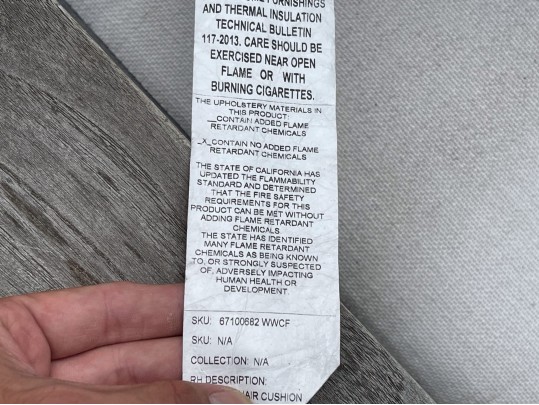 FURNISHINGS
AND THERMAL INSULATION
TECHNICAL BULLETIN
117-2013. CARE SHOULD BE
EXERCISED NEAR OPEN
FLAME OR WITH
BURNING CIGARETTES.
THE UPHOLSTERY MATERIALS IN
THIS PRODUCT:
__CONTAIN ADDED FLAME
RETARDANT CHEMICALS
_X_CONTAIN NO ADDED FLAME
RETARDANT CHEMICALS
THE STATE OF CALIFORNIA HAS
UPDATED THE FLAMMABILITY
STANDARD AND DETERMINED
THAT THE FIRE SAFETY
REQUIREMENTS FOR THIS
PRODUCT CAN BE MET WITHOUT
ADDING FLAME RETARDANT
CHEMICALS.
THE STATE HAS IDENTIFIED
MANY FLAME RETARDANT
CHEMICALS AS BEING KNOWN
TO, OR STRONGLY SUSPECTED
OF, ADVERSELY IMPACTING
HUMAN HEALTH OR
DEVELOPMENT.
SKU: 67100682 WWCF
SKU: N/A
COLLECTION: N/A
RH DESCRIPTION:
CUSHION